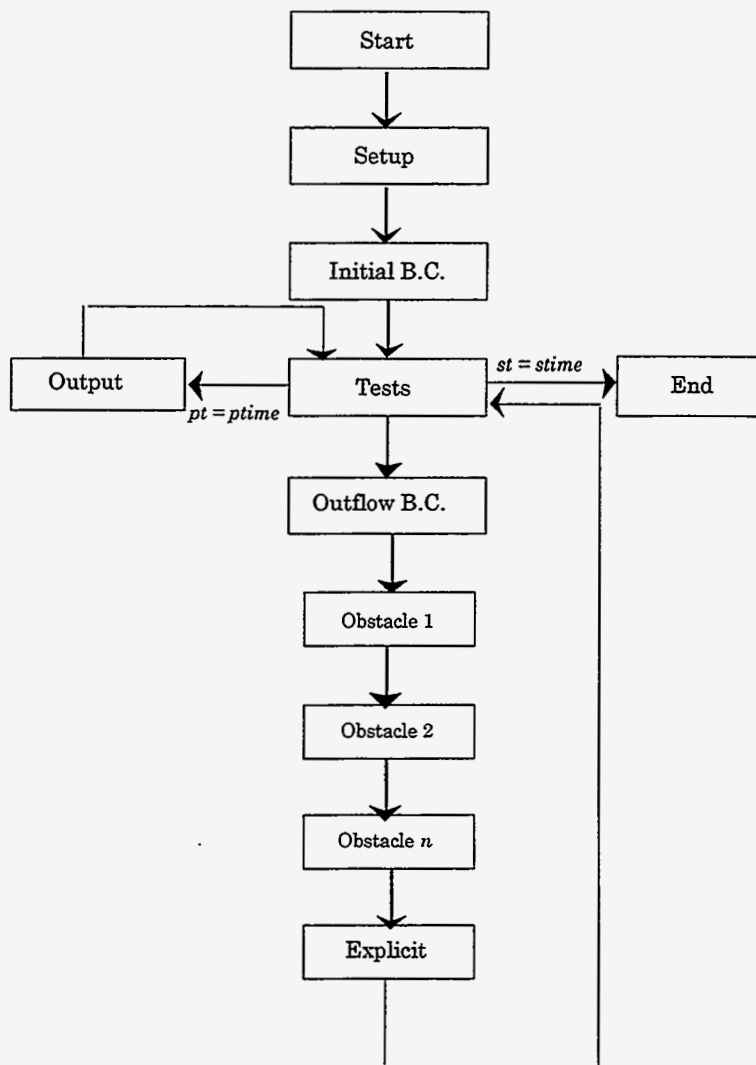 Start
Setup
Initial B.C.
Output
pt = ptime
Tests
st = stime
End
Outflow B.C.
Obstacle 1
Obstacle 2
Obstacle n
Explicit